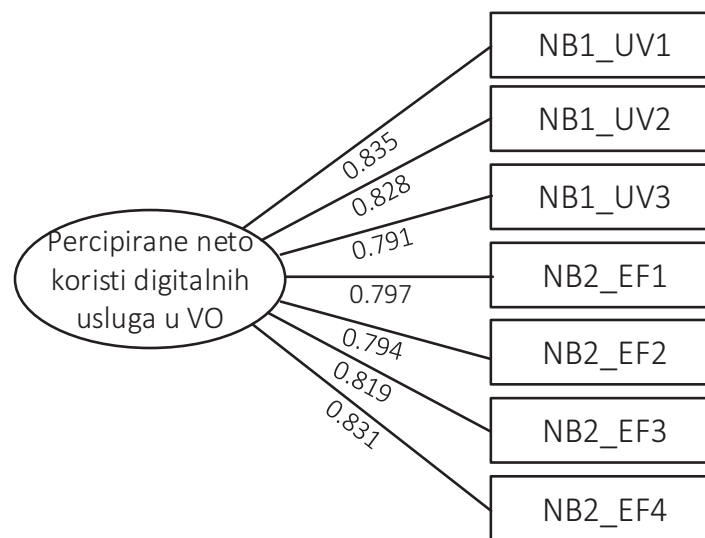 NB1_UV1
NB1_UV2
NB1_UV3
NB2_EF1
NB2_EF2
NB2_EF3
NB2_EF4
0.835
0.828
0.791
0.797
0.794
0.819
0.831
Percipirane neto
koristi digitalnih
usluga u VO